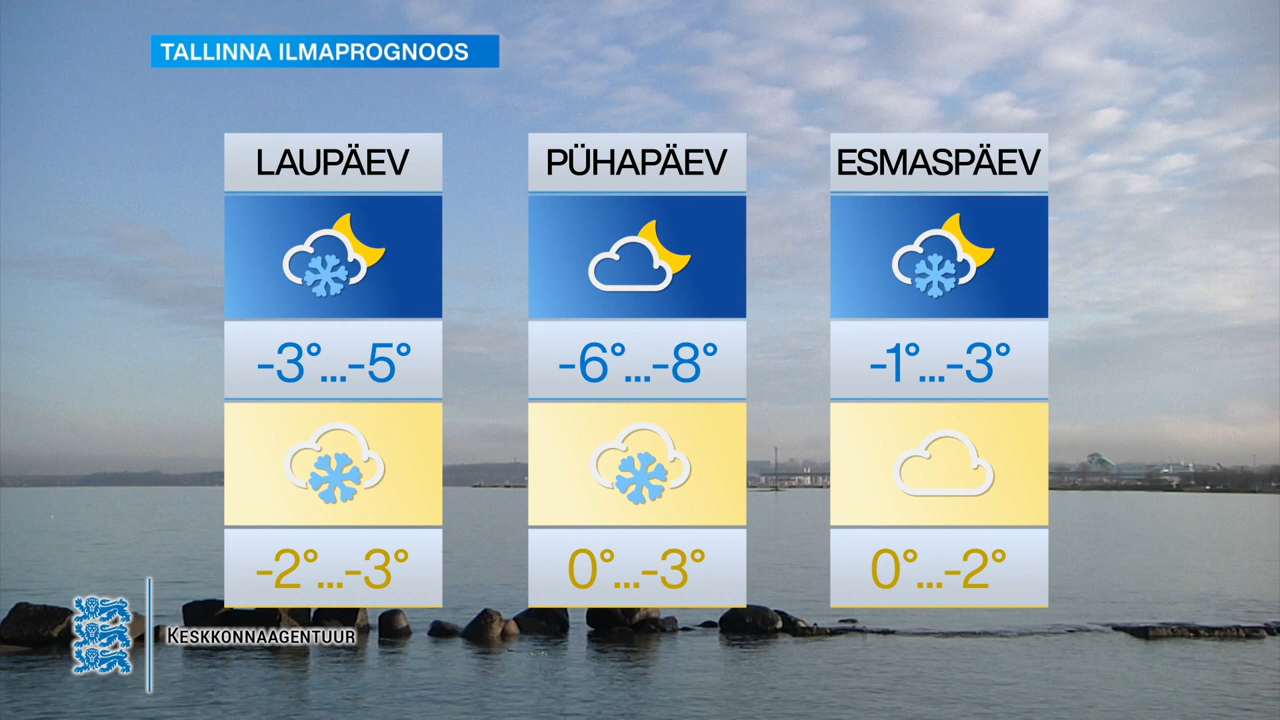 TALLINNA ILMAPROGNOOS
LAUPÄEV
-3°...-5°
-2°...-3°
PÜHAPÄEV
-6°...-8°
0°...-3°
ESMASPÄEV
-1°...-3°
0°...-2°
KESKKONNAAGENTUUR